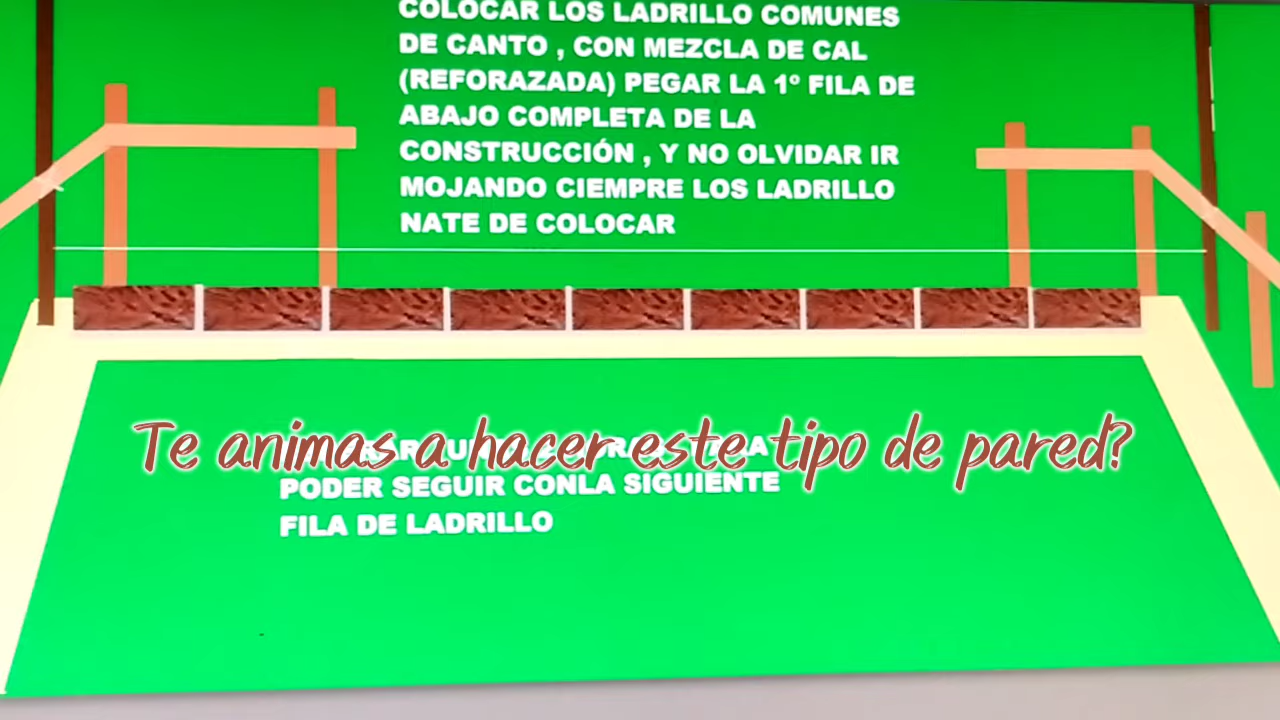 COLOCAR LOS LADRILLO COMUNES
DE CANTO , CON MEZCLA DE CAL
(REFORAZADA) PEGAR LA 1º FILA DE
ABAJO COMPLETA DE LA
CONSTRUCCIÓN , Y NO OLVIDAR IR
MOJANDO CIEMPRE LOS LADRILLO
NATE DE COLOCAR
Te animas a hacer este tipo de pared?
PODER SEGUIR CONLA SIGUIENTE
FILA DE LADRILLO